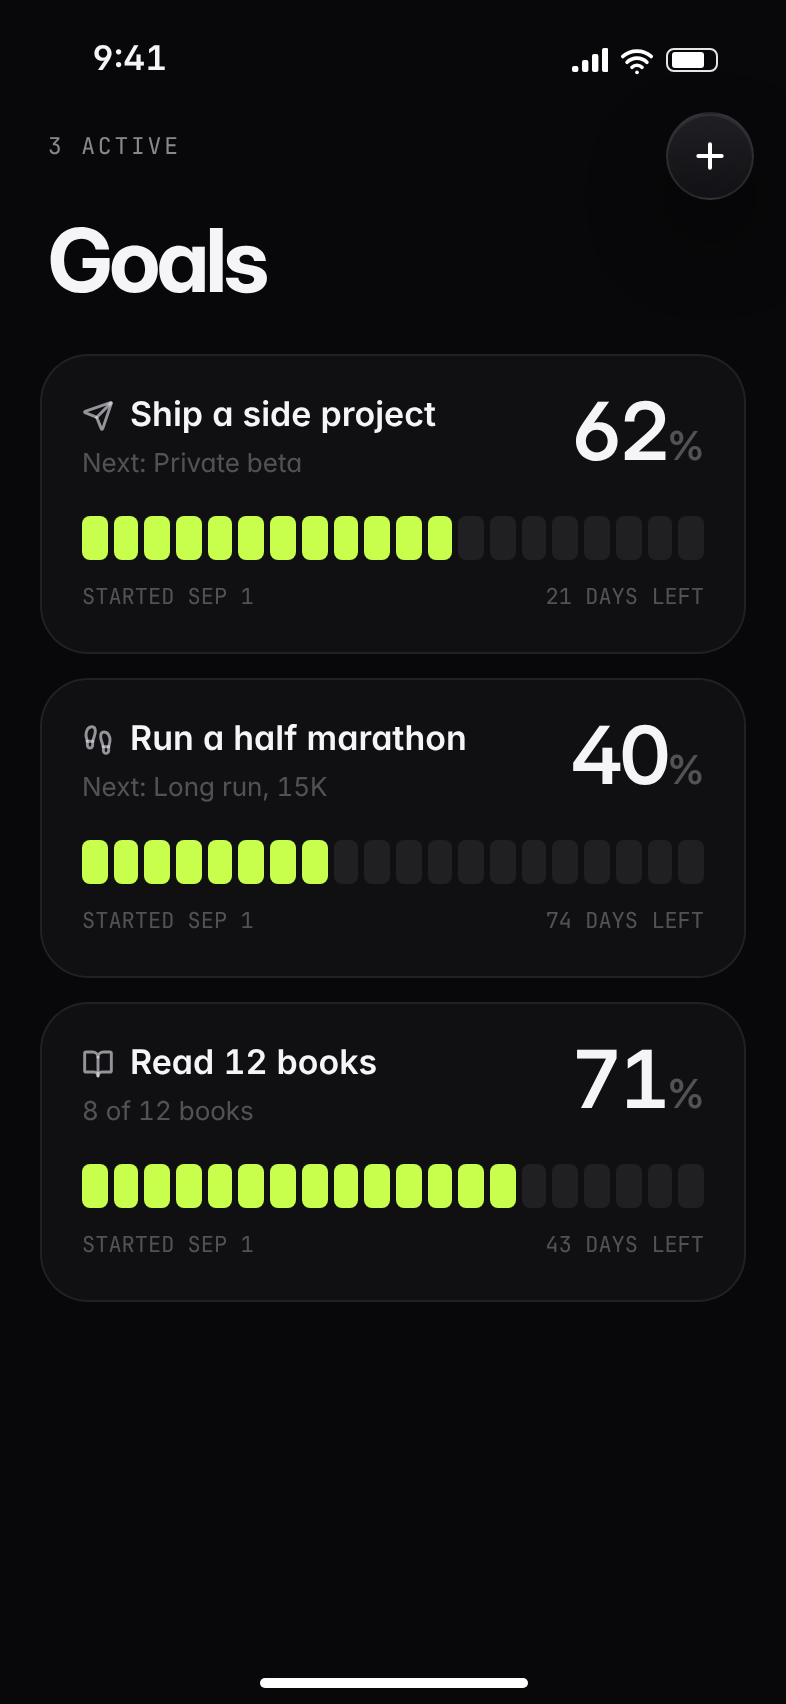 9:41
3 ACTIVE
Goals
Ship a side project
62%
Next: Private beta
STARTED SEP 1
21 DAYS LEFT
Run a half marathon
40%
Next: Long run, 15K
STARTED SEP 1
74 DAYS LEFT
Read 12 books
71%
8 of 12 books
STARTED SEP 1
43 DAYS LEFT